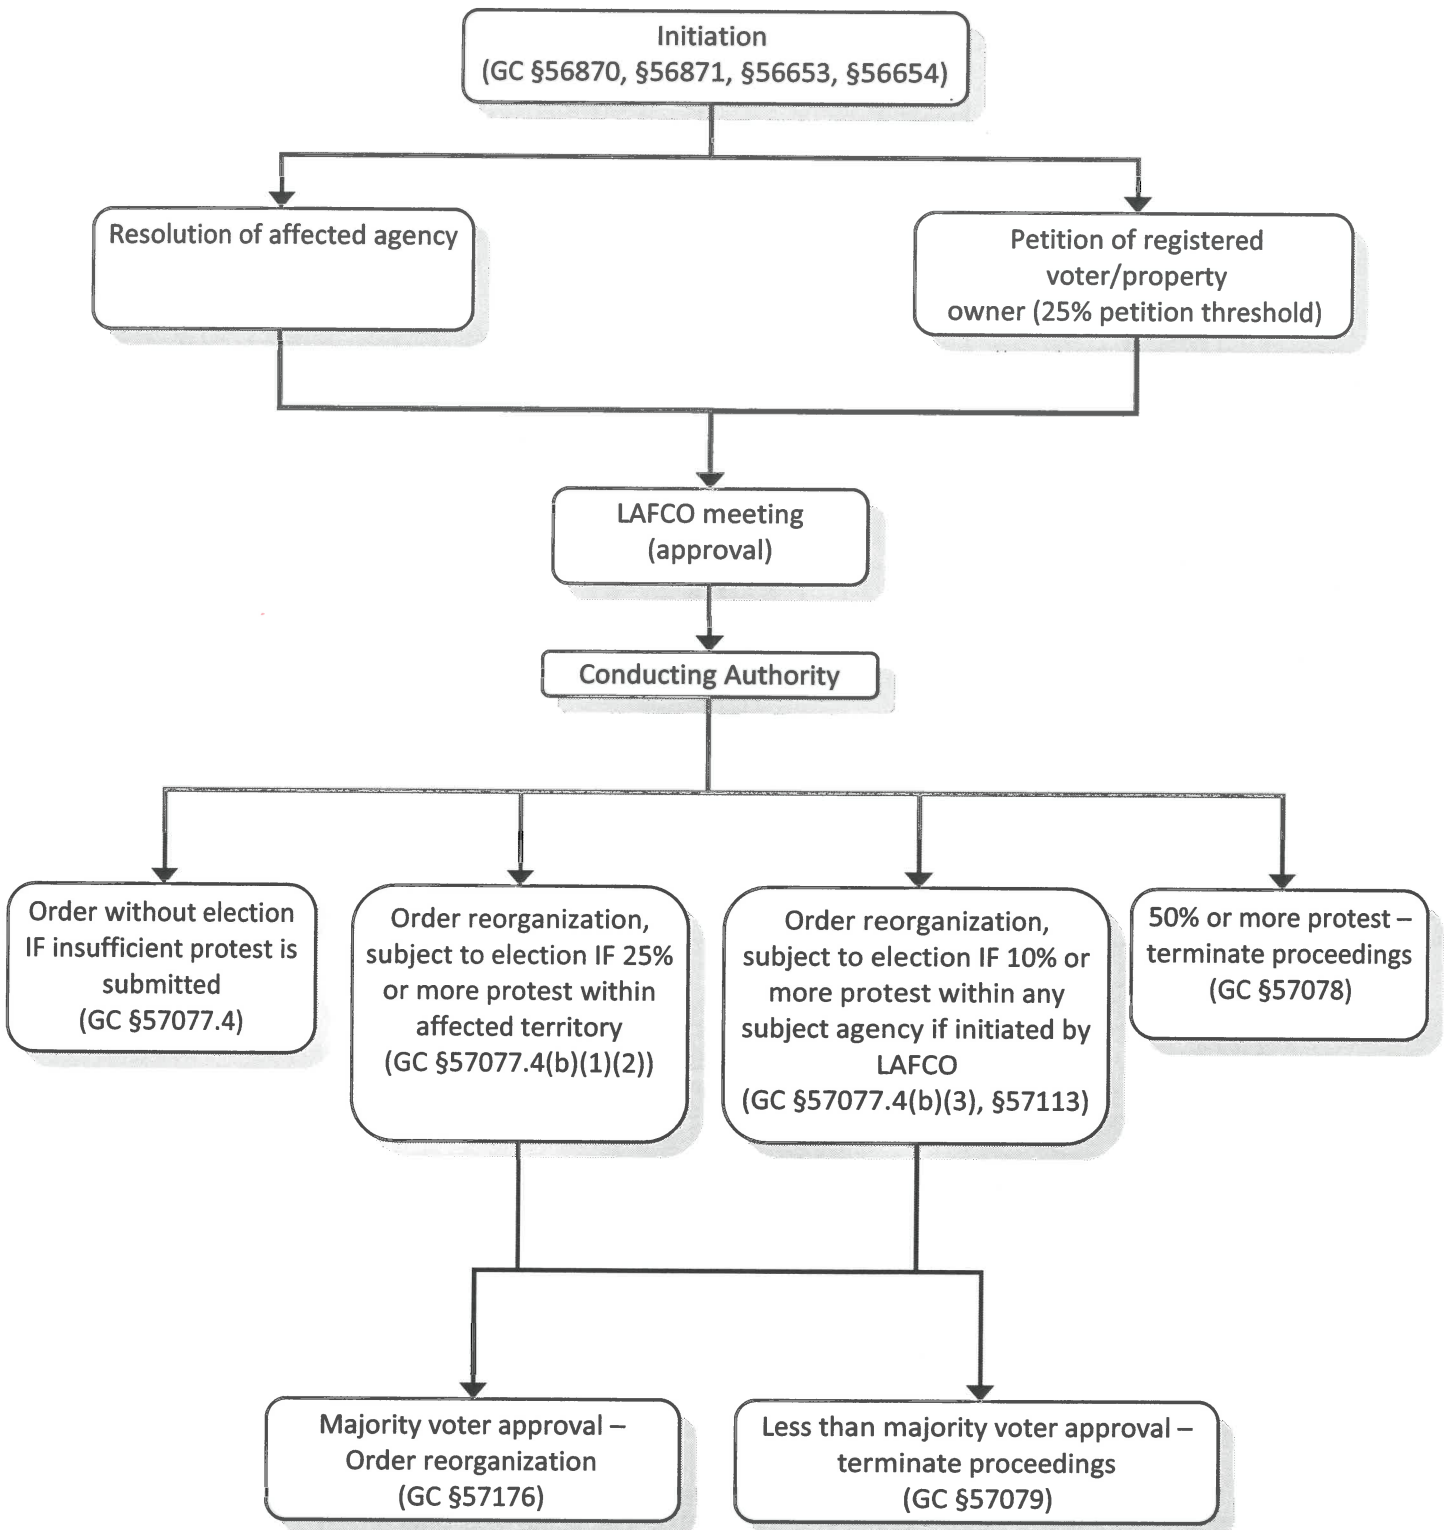 Initiation
(GC §56870, §56871, §56653, §56654)
Resolution of affected agency
Petition of registered
voter/property
owner (25% petition threshold)
LAFCO meeting
(approval)
Conducting Authority
Order without election
IF insufficient protest is
submitted
(GC §57077.4)
Order reorganization,
subject to election IF 25%
or more protest within
affected territory
(GC §57077.4(b)(1)(2))
Order reorganization,
subject to election IF 10% or
more protest within any
subject agency if initiated by
LAFCO
(GC §57077.4(b)(3), §57113)
50% or more protest –
terminate proceedings
(GC §57078)
Majority voter approval –
Order reorganization
(GC §57176)
Less than majority voter approval –
terminate proceedings
(GC §57079)